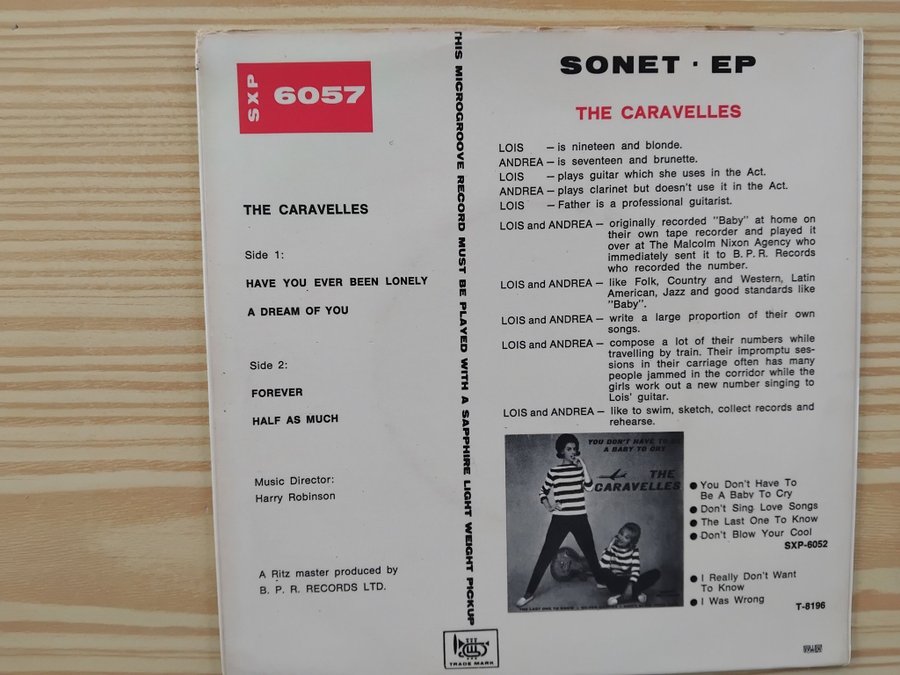 SXP 6057
THE CARAVELLES
Side 1:
HAVE YOU EVER BEEN LONELY
A DREAM OF YOU
Side 2:
FOREVER
HALF AS MUCH
Music Director:
Harry Robinson
A Ritz master produced by
B. P. R. RECORDS LTD.
THIS MICROGROOVE RECORD MUST BE PLAYED WITH A SAPPHIRE LIGHT WEIGHT PICKUP
TRADE MARK
SONET · EP
THE CARAVELLES
LOIS – is nineteen and blonde.
ANDREA – is seventeen and brunette.
LOIS – plays guitar which she uses in the Act.
ANDREA – plays clarinet but doesn't use it in the Act.
LOIS – Father is a professional guitarist.
LOIS and ANDREA – originally recorded "Baby" at home on
their own tape recorder and played it
over at The Malcolm Nixon Agency who
immediately sent it to B. P. R. Records
who recorded the number.
LOIS and ANDREA – like Folk, Country and Western, Latin
American, Jazz and good standards like
"Baby".
LOIS and ANDREA – write a large proportion of their own
songs.
LOIS and ANDREA – compose a lot of their numbers while
travelling by train. Their impromptu ses-
sions in their carriage often has many
people jammed in the corridor while the
girls work out a new number singing to
Lois' guitar.
LOIS and ANDREA – like to swim, sketch, collect records and
rehearse.
YOU DON'T HAVE TO BE
A BABY TO CRY
THE
CARAVELLES
THE LAST ONE TO KNOW
● You Don't Have To
Be A Baby To Cry
● Don't Sing Love Songs
● The Last One To Know
● Don't Blow Your Cool
SXP-6052
● I Really Don't Want
To Know
● I Was Wrong
T-8196